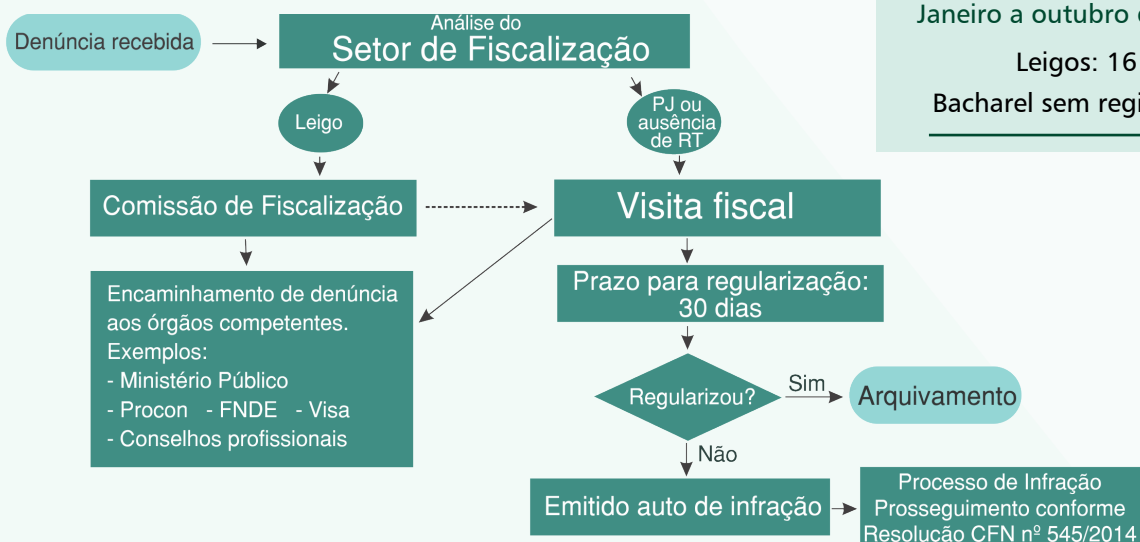 Denúncia recebida
Análise do
Setor de Fiscalização
Janeiro a outubro
Leigos: 16
Bacharel sem
Leigo
PJ ou
ausência
de RT
Comissão de Fiscalização
Visita fiscal
Encaminhamento de denúncia
aos órgãos competentes.
Exemplos:
- Ministério Público
- Procon - FNDE - Visa
- Conselhos profissionais
Prazo para regularização:
30 dias
Regularizou?
Sim
Arquivamento
Não
Emitido auto de infração
Processo de Infração
Prosseguimento conforme
Resolução CFN nº 545/2014